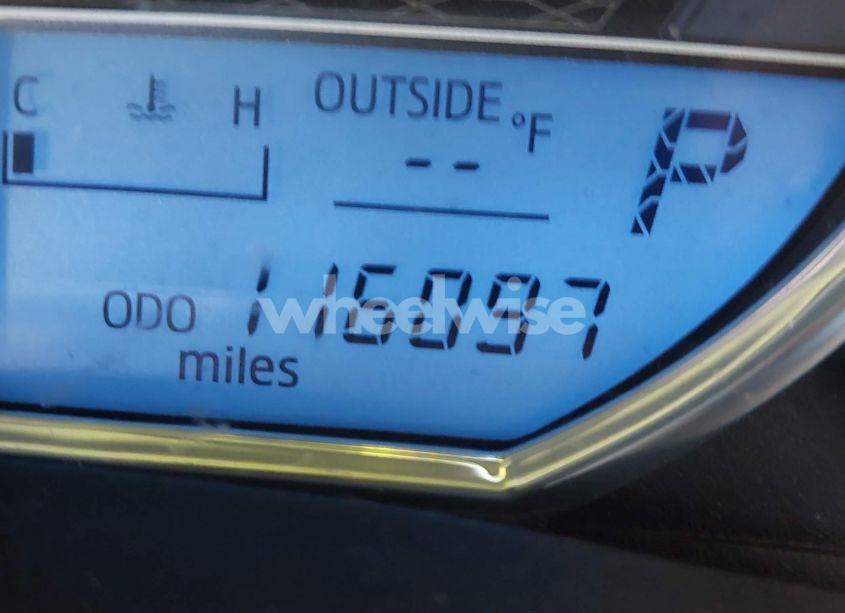 C H OUTSIDE °F P
--
ODO 116097
miles
wheelwise